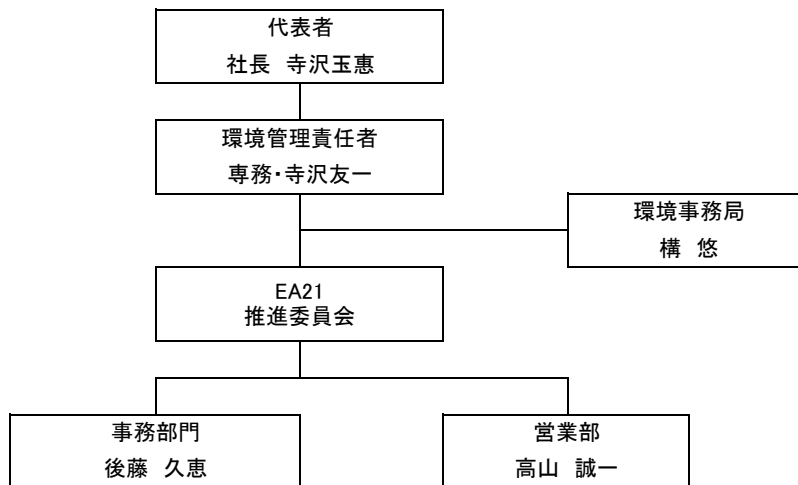 代表者
社長 寺沢玉惠
環境管理責任者
専務・寺沢友一
環境事務局
構 悠
EA21
推進委員会
事務部門
後藤 久恵
営業部
高山 誠一